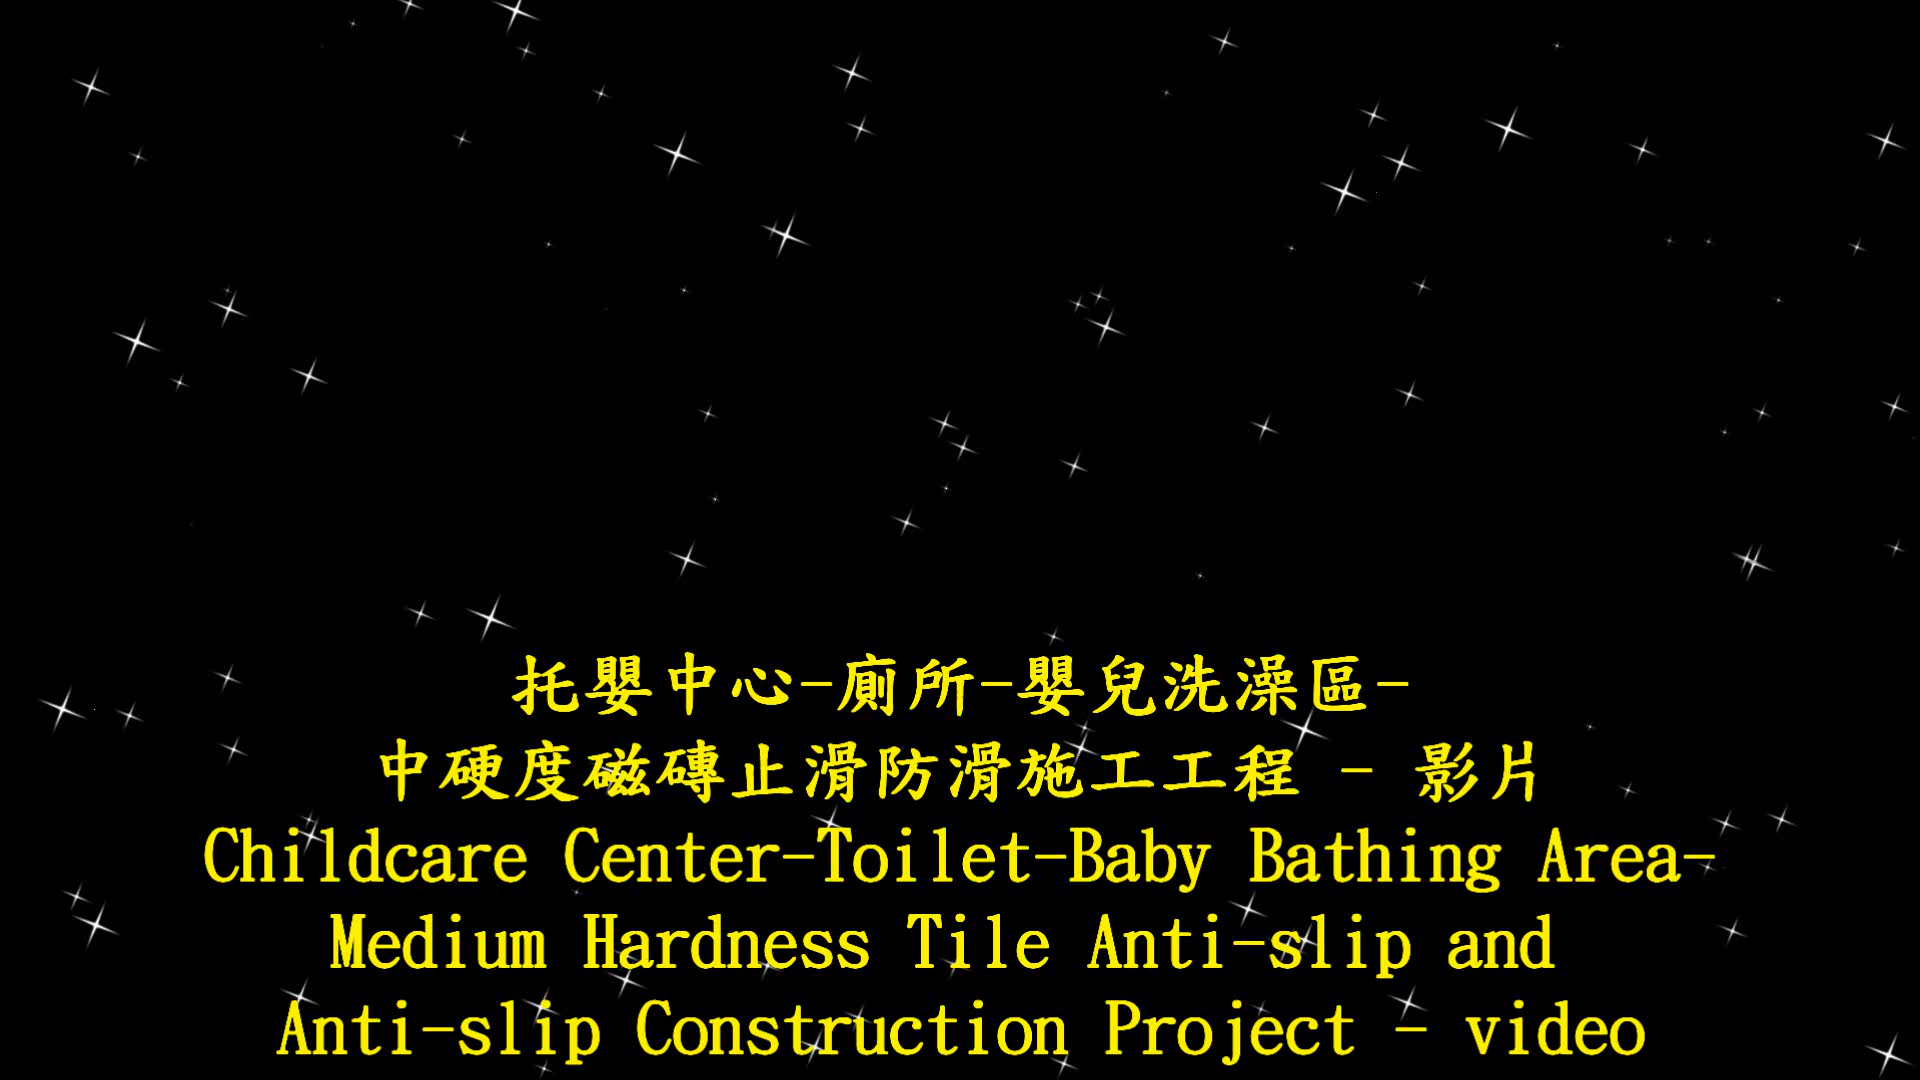 托嬰中心-廁所-嬰兒洗澡區-
中硬度磁磚止滑防滑施工工程 - 影片
Childcare Center-Toilet-Baby Bathing Area-
Medium Hardness Tile Anti-slip and
Anti-slip Construction Project - video